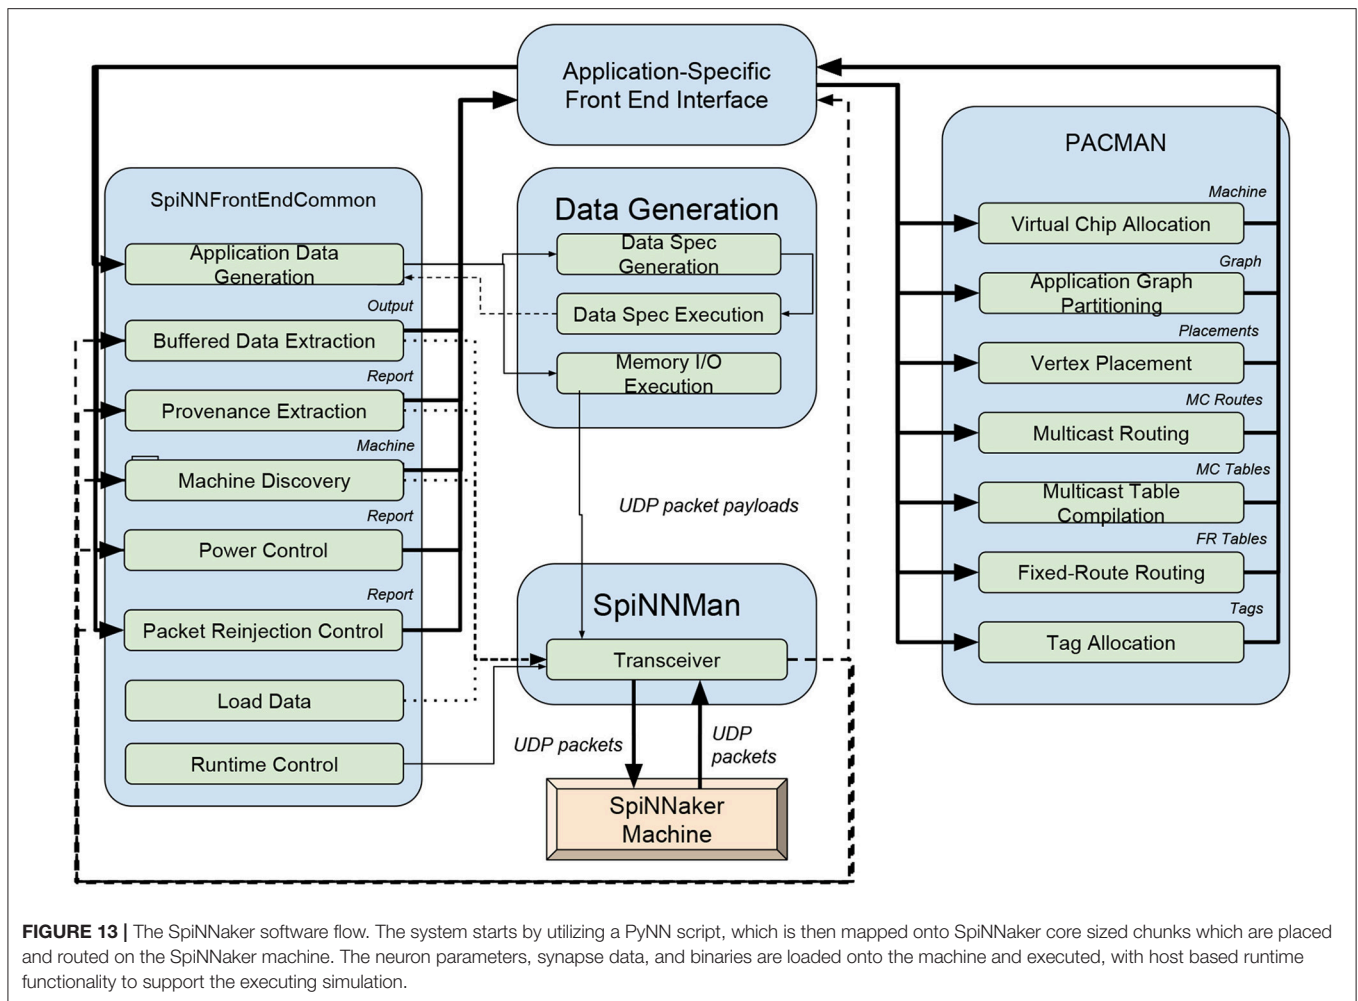 Application-Specific
Front End Interface
SpiNNFrontEndCommon
Application Data
Generation
Output
Buffered Data Extraction
Report
Provenance Extraction
Machine
Machine Discovery
Report
Power Control
Report
Packet Reinjection Control
Load Data
Runtime Control
Data Generation
Data Spec
Generation
Data Spec Execution
Memory I/O
Execution
UDP packet payloads
SpiNNMan
Transceiver
UDP packets
UDP
packets
SpiNNaker
Machine
PACMAN
Machine
Virtual Chip Allocation
Graph
Application Graph
Partitioning
Placements
Vertex Placement
MC Routes
Multicast Routing
MC Tables
Multicast Table
Compilation
FR Tables
Fixed-Route Routing
Tags
Tag Allocation
FIGURE 13 | The SpiNNaker software flow. The system starts by utilizing a PyNN script, which is then mapped onto SpiNNaker core sized chunks which are placed
and routed on the SpiNNaker machine. The neuron parameters, synapse data, and binaries are loaded onto the machine and executed, with host based runtime
functionality to support the executing simulation.